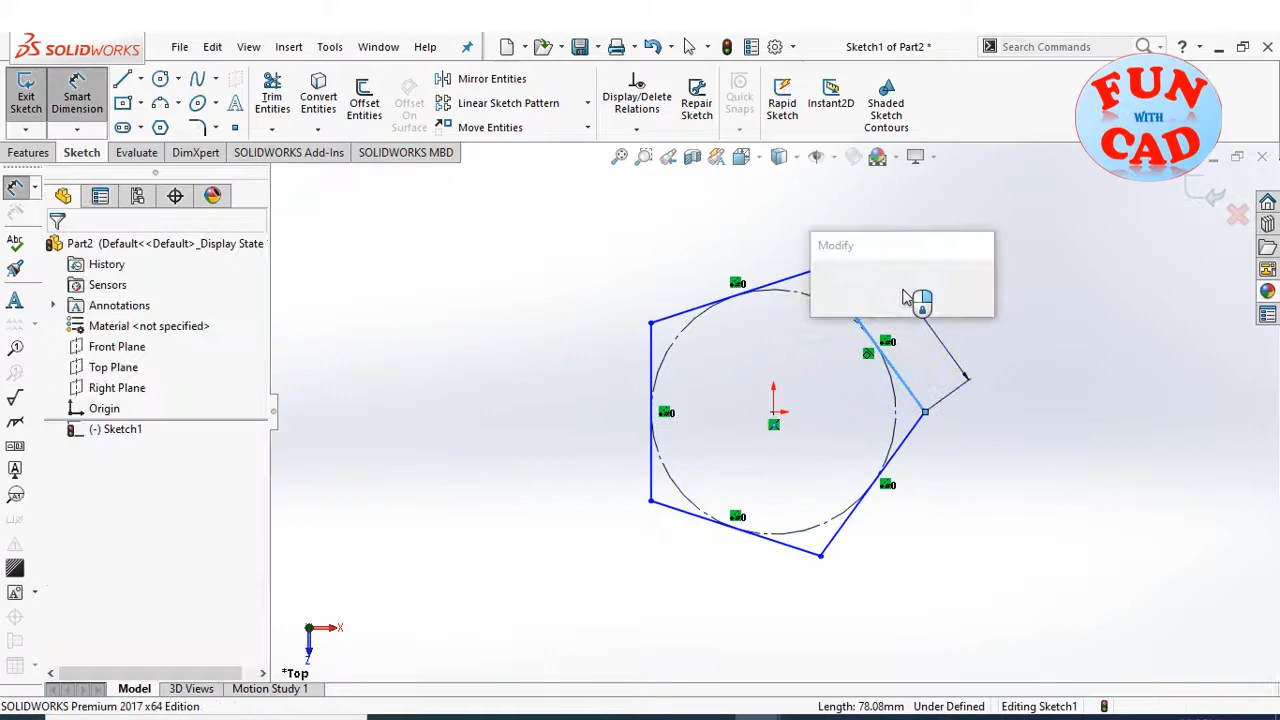 SOLIDWORKS
File Edit View Insert Tools Window Help
Sketch1 of Part2 *
Search Commands
Exit Sketch
Smart Dimension
Trim Entities
Convert Entities
Offset Entities
Offset On Surface
Mirror Entities
Linear Sketch Pattern
Move Entities
Display/Delete Relations
Repair Sketch
Quick Snaps
Rapid Sketch
Instant2D
Shaded Sketch Contours
FUN
WITH
CAD
Features Sketch Evaluate DimXpert SOLIDWORKS Add-Ins SOLIDWORKS MBD
Part2 (Default<<Default>_Display State
History
Sensors
Annotations
Material <not specified>
Front Plane
Top Plane
Right Plane
Origin
(-) Sketch1
Modify
0
0
0
0
0
X
Z
*Top
Model 3D Views Motion Study 1
SOLIDWORKS Premium 2017 x64 Edition
Length: 78.08mm Under Defined Editing Sketch1